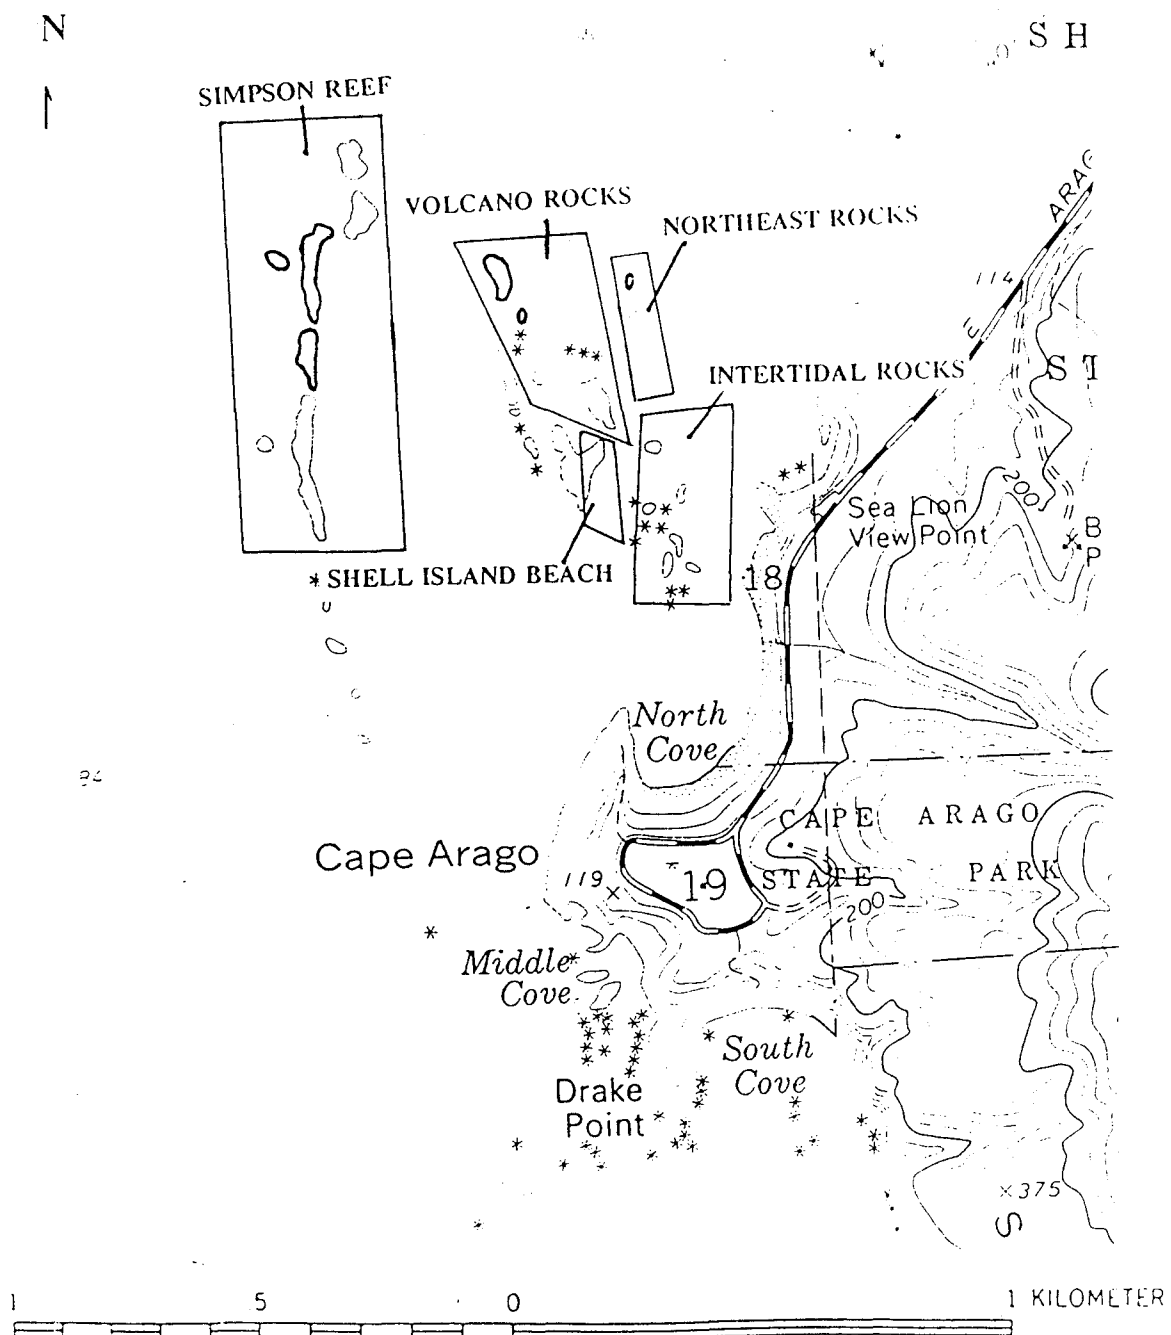 N
S H
SIMPSON REEF
VOLCANO ROCKS
NORTHEAST ROCKS
ARAG
114
INTERTIDAL ROCKS
200
Sea Lion
View Point
B
P
SHELL ISLAND BEACH
18
North
Cove
CAPE ARAGO
Cape Arago
119
19
STATE PARK
200
Middle
Cove
South
Cove
Drake
Point
375
S
1 .5 0 1 KILOMETER